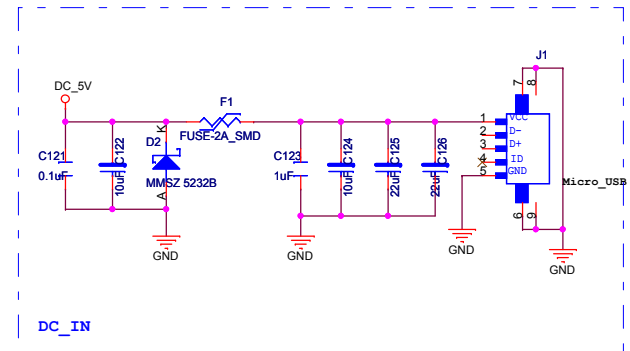 J1
7
8
DC_5V
F1
K
1
VCC
FUSE-2A_SMD
2
D-
D2
3
D+
C121
C122
C123
C124
C125
C126
4
ID
0.1uF
10uF
MMSZ 5232B
1uF
10uF
22uF
22uF
5
GND
Micro_USB
A
6
9
GND
GND
GND
GND
DC_IN